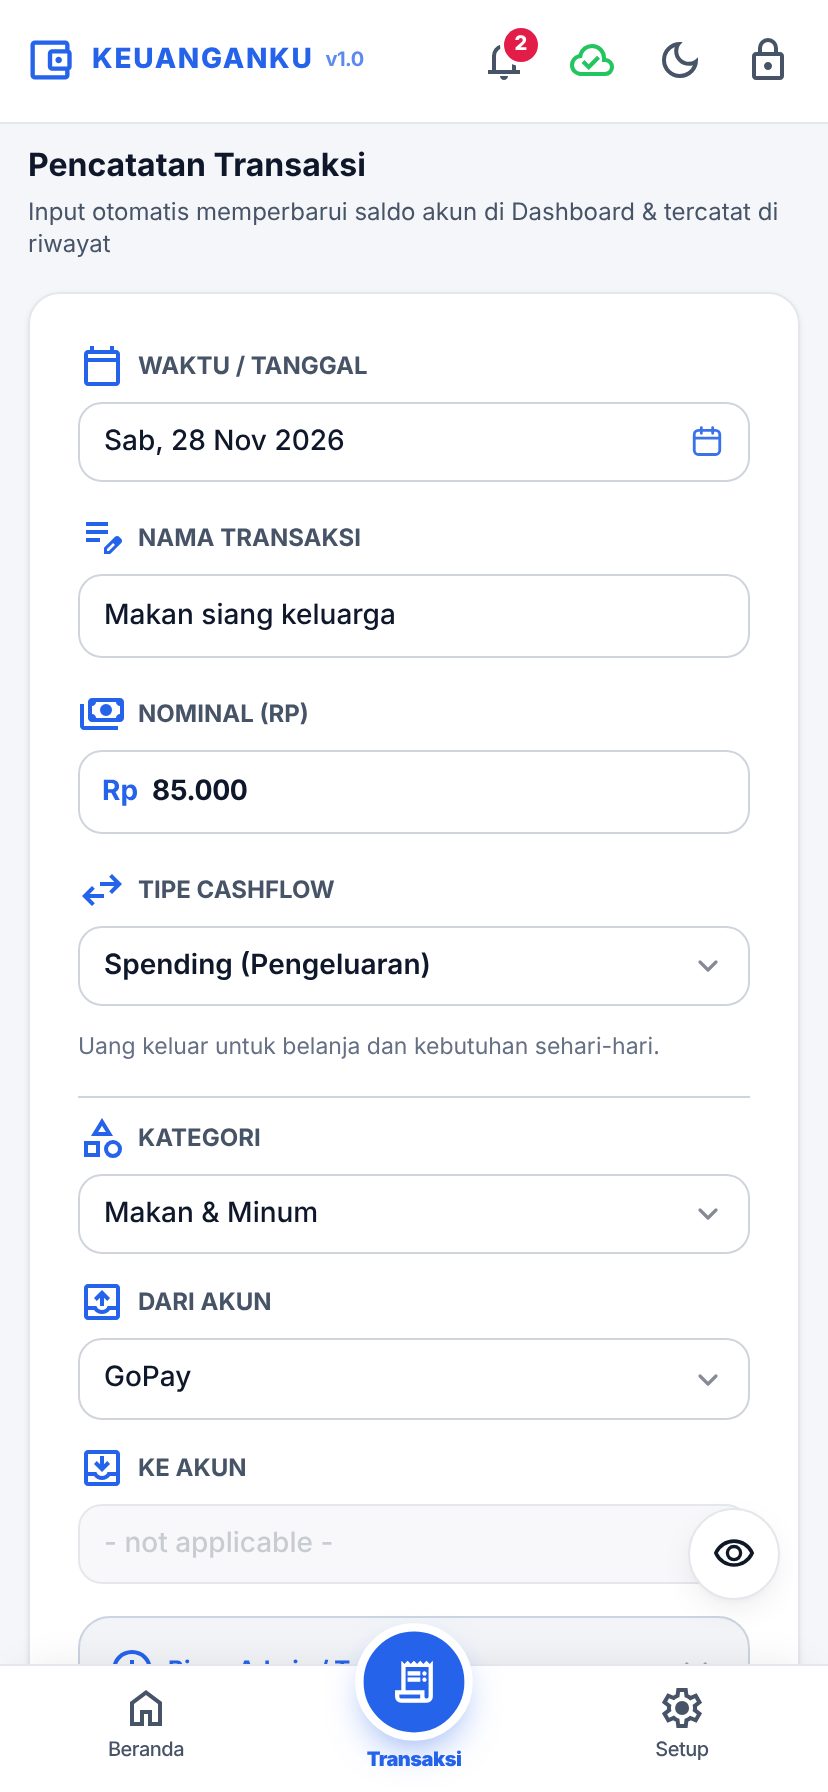 KEUANGANKU v1.0
2
Pencatatan Transaksi
Input otomatis memperbarui saldo akun di Dashboard & tercatat di
riwayat
WAKTU / TANGGAL
Sab, 28 Nov 2026
NAMA TRANSAKSI
Makan siang keluarga
NOMINAL (RP)
Rp 85.000
TIPE CASHFLOW
Spending (Pengeluaran)
Uang keluar untuk belanja dan kebutuhan sehari-hari.
KATEGORI
Makan & Minum
DARI AKUN
GoPay
KE AKUN
- not applicable -
Beranda
Transaksi
Setup